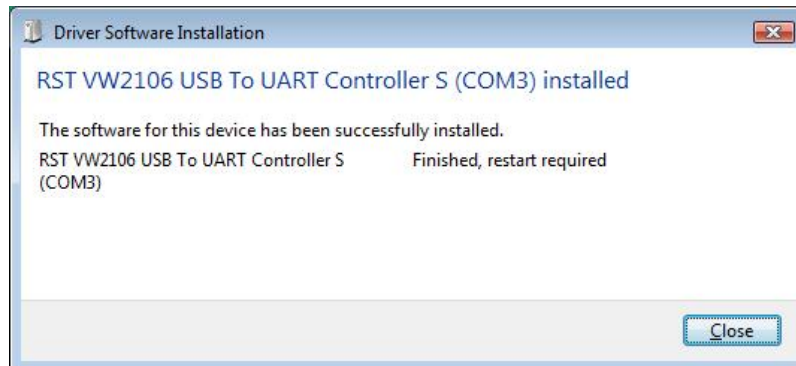 Driver Software Installation
RST VW2106 USB To UART Controller S (COM3) installed
The software for this device has been successfully installed.
RST VW2106 USB To UART Controller S Finished, restart required
(COM3)
Close